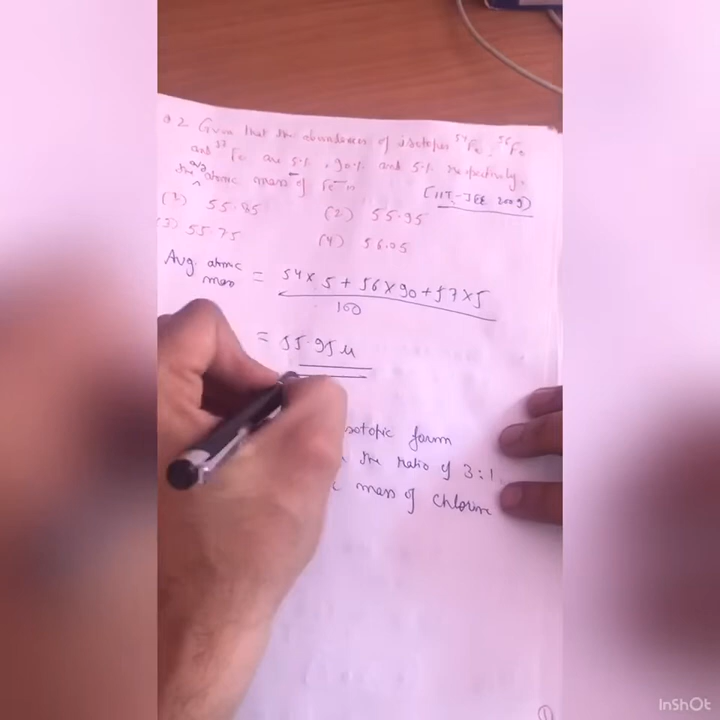 Q.2 Given that the abundances of isotopes ⁵⁴Fe, ⁵⁶Fe
and ⁵⁷Fe are 5%, 90% and 5% respectively,
the avg atomic mass of Fe
[IIT-JEE 2009]
(1) 55.85 (2) 55.95
(3) 55.75 (4) 56.05
Avg. atomic mass = 54×5 + 56×90 + 57×5
100
= 55.95 u
isotopic form
the ratio of 3:1.
mass of chlorine
InShOt